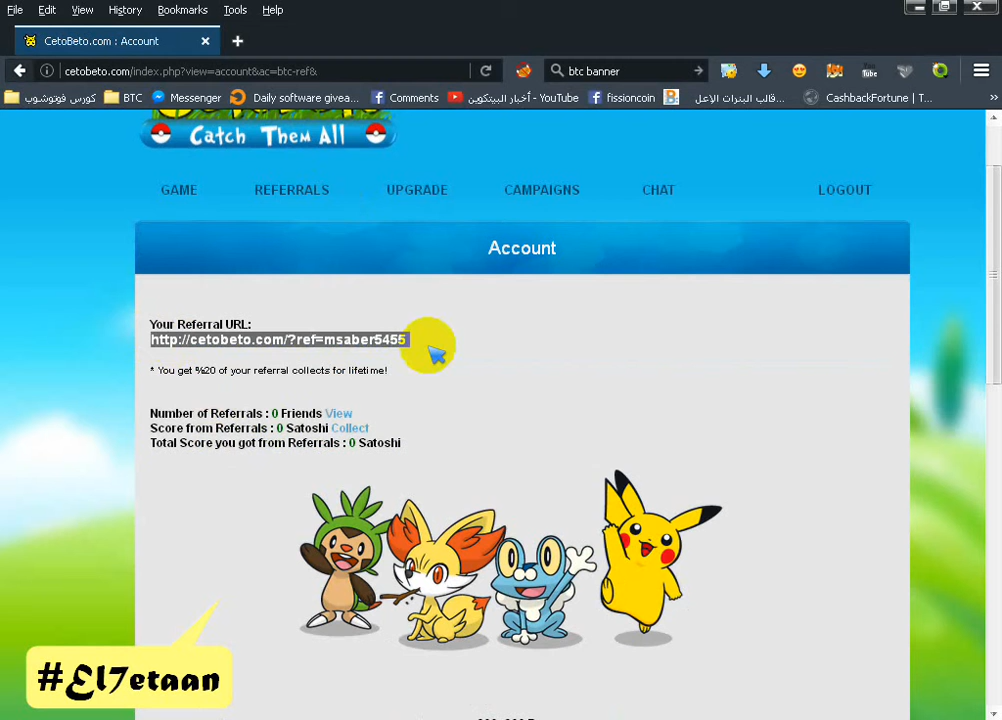 File Edit View History Bookmarks Tools Help
CetoBeto.com : Account
cetobeto.com/index.php?view=account&ac=btc-ref&
btc banner
كورس فوتوشوب BTC Messenger Daily software givea... Comments أخبار البيتكوين - YouTube fissioncoin قالب البنرات الإعل... CashbackFortune | T...
Catch Them All
GAME REFERRALS UPGRADE CAMPAIGNS CHAT LOGOUT
Account
Your Referral URL:
http://cetobeto.com/?ref=msaber5455
* You get %20 of your referral collects for lifetime!
Number of Referrals : 0 Friends View
Score from Referrals : 0 Satoshi Collect
Total Score you got from Referrals : 0 Satoshi
#El7etaan